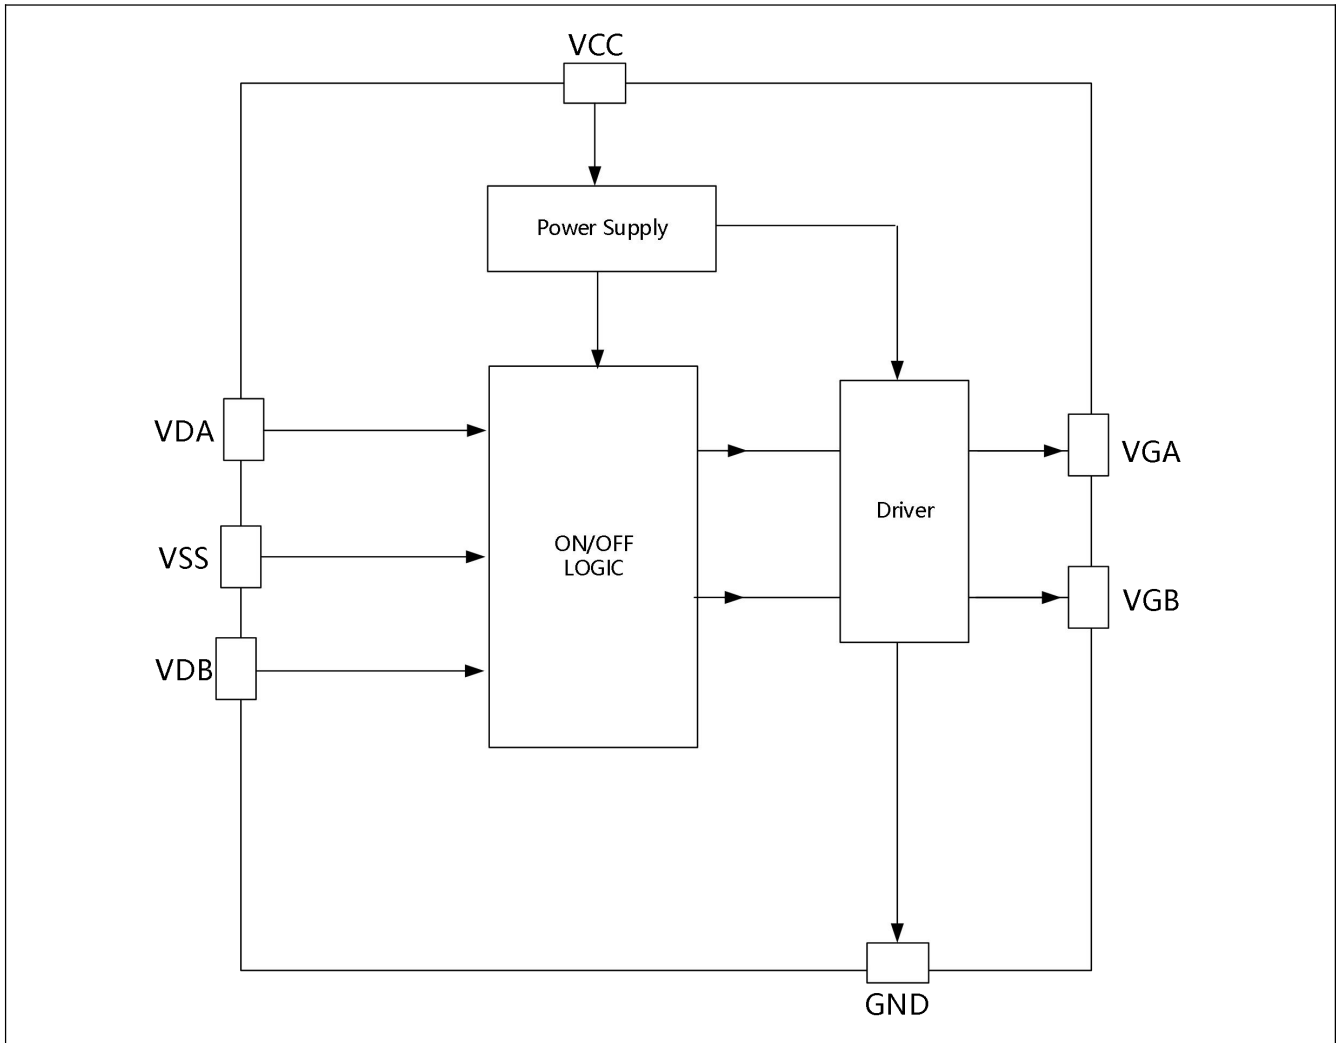 VCC
Power Supply
VDA
VGA
Driver
ON/OFF
LOGIC
VSS
VGB
VDB
GND